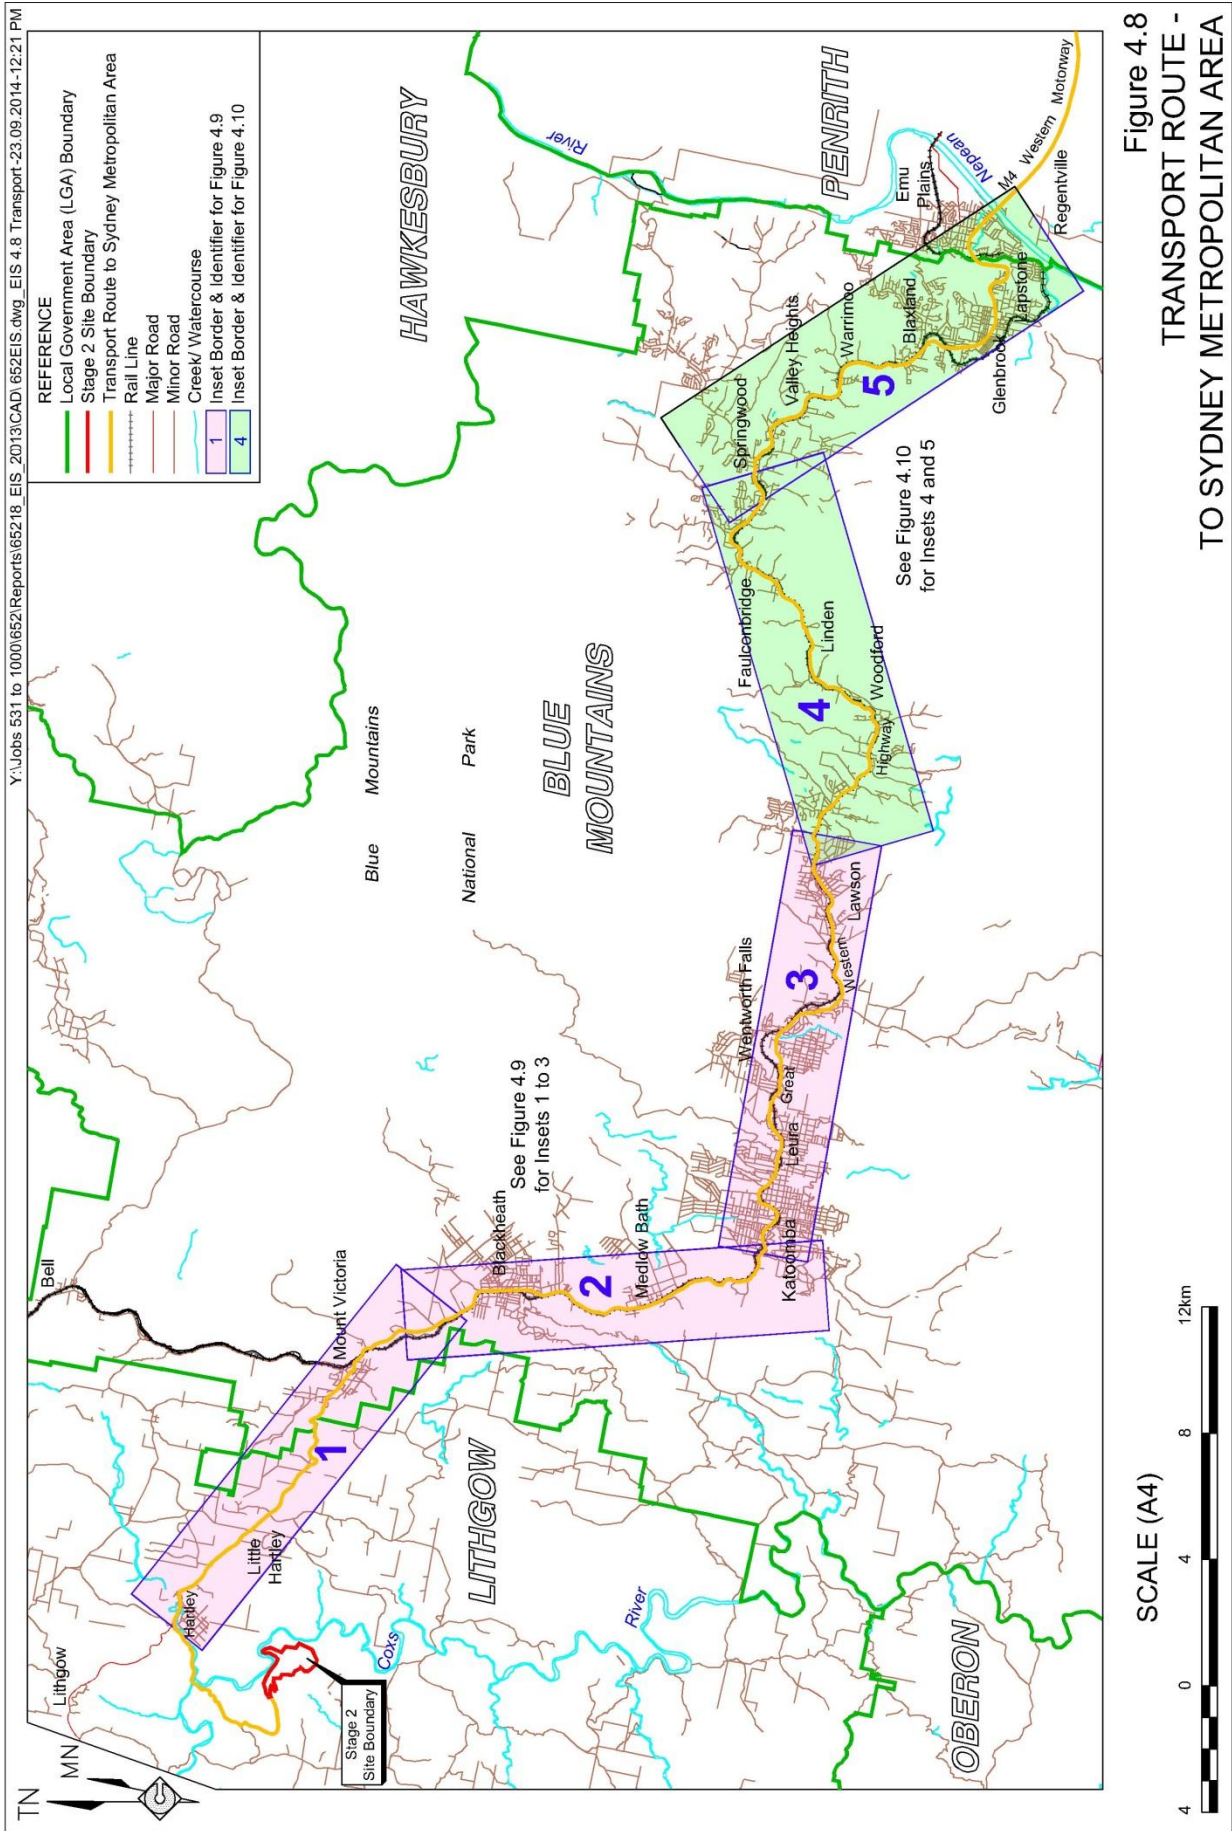 Y:\Jobs 531 to 1000\652\Reports\65218_EIS_2013\CAD\ 652EIS.dwg_EIS 4.8 Transport-23.09.2014-12:21 PM
TN
MN
REFERENCE
Local Government Area (LGA) Boundary
Stage 2 Site Boundary
Transport Route to Sydney Metropolitan Area
Rail Line
Major Road
Minor Road
Creek/ Watercourse
1
Inset Border & Identifier for Figure 4.9
4
Inset Border & Identifier for Figure 4.10
Lithgow
Bell
Hartley
Little
Hartley
Mount Victoria
1
Stage 2
Site Boundary
Coxs
River
LITHGOW
OBERON
Blackheath
See Figure 4.9
for Insets 1 to 3
2
Medlow Bath
Katoomba
Leura
Great
Wentworth Falls
3
Western
Lawson
Blue Mountains
National Park
BLUE
MOUNTAINS
HAWKESBURY
Highway
Woodford
4
Linden
Faulconbridge
See Figure 4.10
for Insets 4 and 5
Springwood
Valley Heights
Warrimoo
5
Blaxland
Glenbrook
Lapstone
River
PENRITH
Emu
Plains
Nepean
M4 Western Motorway
Regentville
SCALE (A4)
4 0 4 8 12km
Figure 4.8
TRANSPORT ROUTE -
TO SYDNEY METROPOLITAN AREA